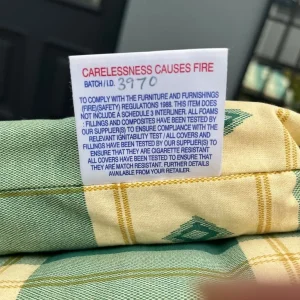 CARELESSNESS CAUSES FIRE
BATCH / I.D. 3970
TO COMPLY WITH THE FURNITURE AND FURNISHINGS
(FIRE/SAFETY) REGULATIONS 1988. THIS ITEM DOES
NOT INCLUDE A SCHEDULE 3 INTERLINER. ALL FOAMS
/ FILLINGS AND COMPOSITES HAVE BEEN TESTED BY
OUR SUPPLIER(S) TO ENSURE COMPLIANCE WITH THE
RELEVANT IGNITABILITY TEST / ALL COVERS AND
FILLINGS HAVE BEEN TESTED BY OUR SUPPLIER(S) TO
ENSURE THAT THEY ARE CIGARETTE RESISTANT
ALL COVERS HAVE BEEN TESTED TO ENSURE THAT
THEY ARE MATCH RESISTANT. FURTHER DETAILS
AVAILABLE FROM YOUR RETAILER.